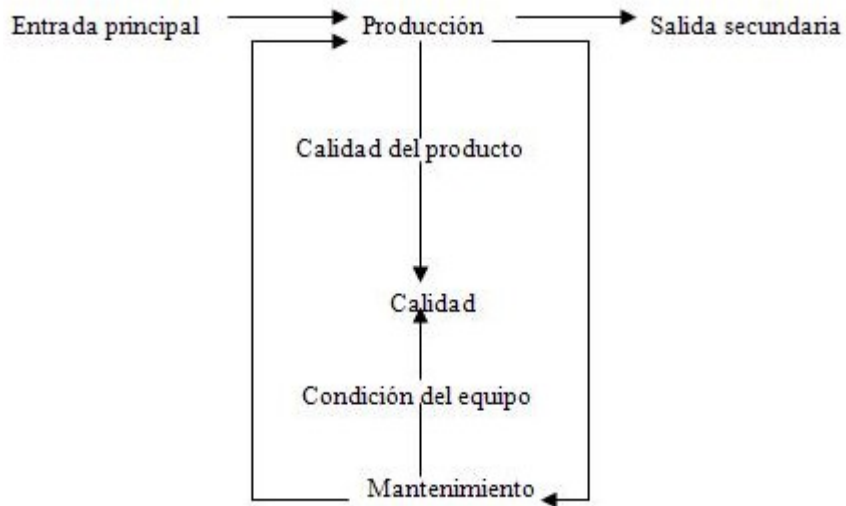 Entrada principal
Producción
Salida secundaria
Calidad del producto
Calidad
Condición del equipo
Mantenimiento